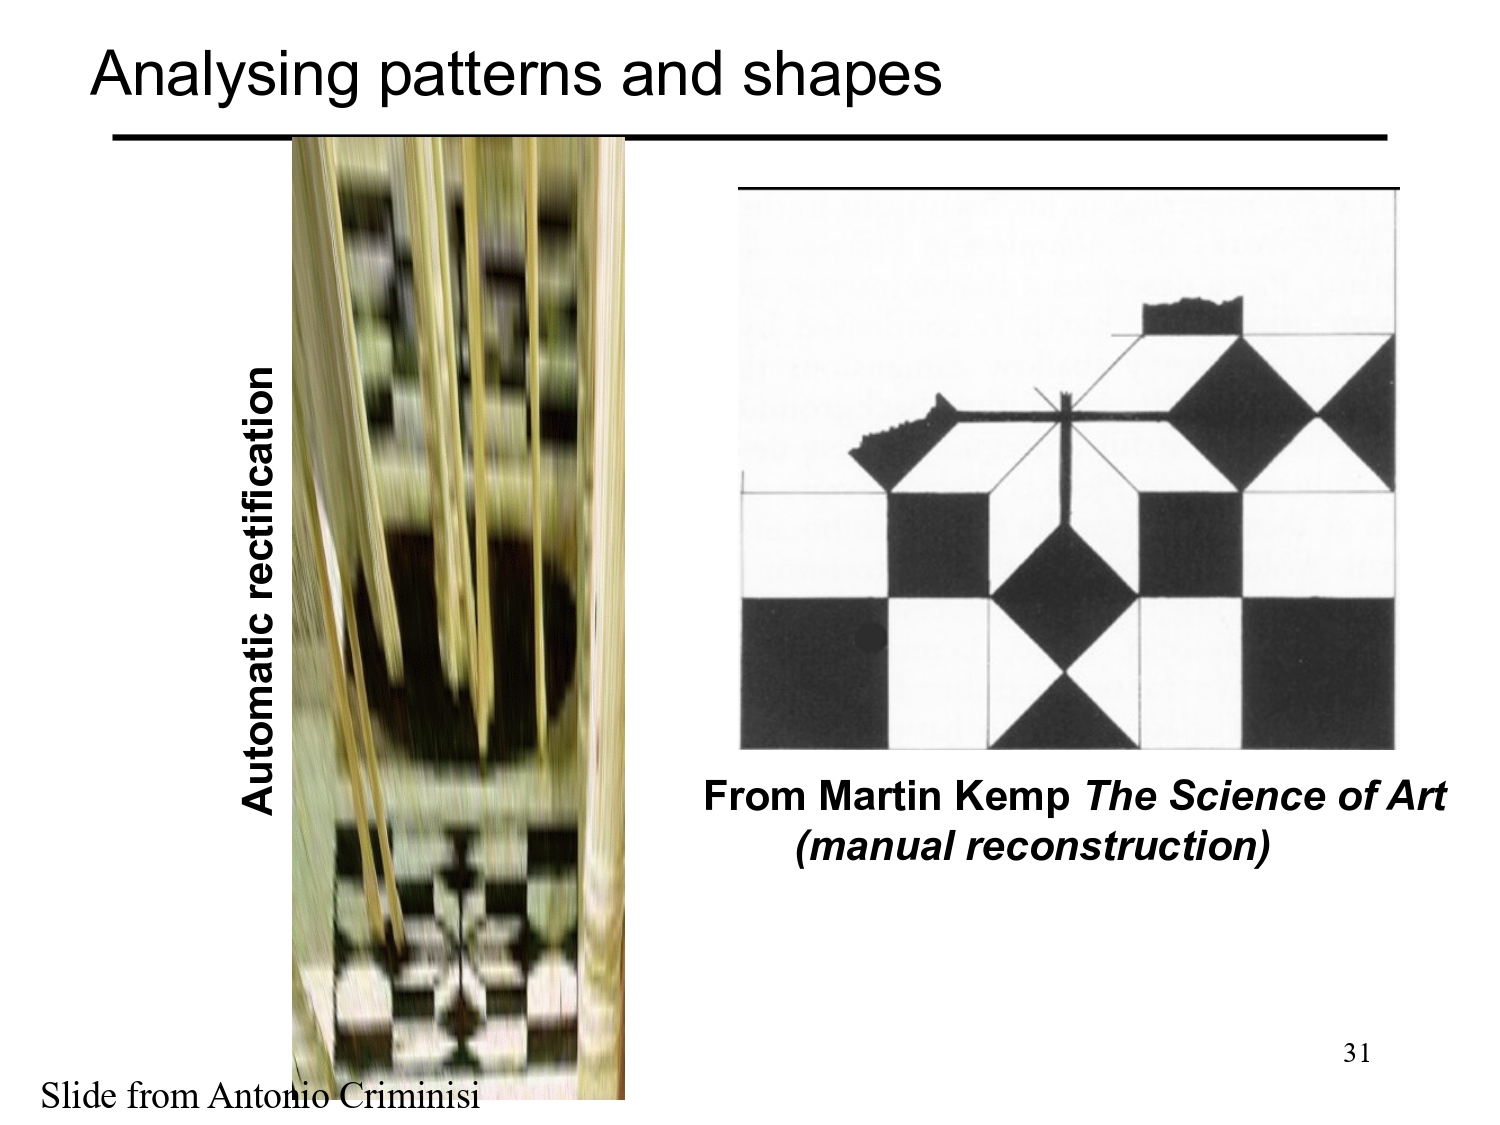 Analysing patterns and shapes
Automatic rectification
From Martin Kemp The Science of Art
(manual reconstruction)
31
Slide from Antonio Criminisi